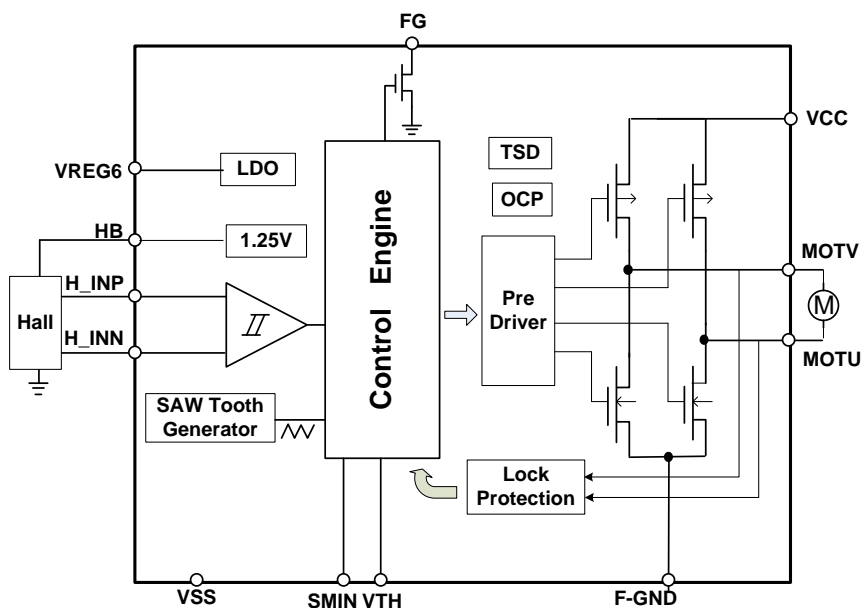 FG
VCC
TSD
VREG6
LDO
OCP
HB
1.25V
MOTV
H_INP
Control Engine
Pre
Driver
M
Hall
H_INN
MOTU
SAW Tooth
Generator
Lock
Protection
VSS
SMIN VTH
F-GND